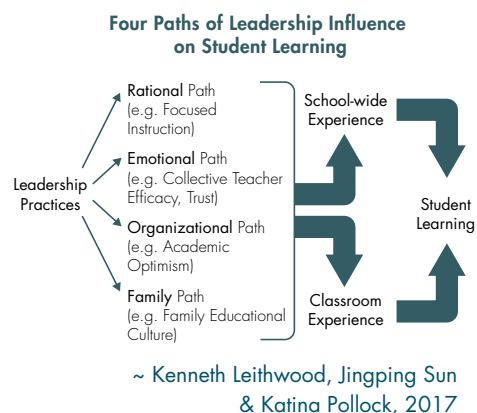 Four Paths of Leadership Influence
on Student Learning
Leadership
Practices
Rational Path
(e.g. Focused
Instruction)
Emotional Path
(e.g. Collective Teacher
Efficacy, Trust)
Organizational Path
(e.g. Academic
Optimism)
Family Path
(e.g. Family Educational
Culture)
School-wide
Experience
Classroom
Experience
Student
Learning
~ Kenneth Leithwood, Jingping Sun
& Katina Pollock, 2017